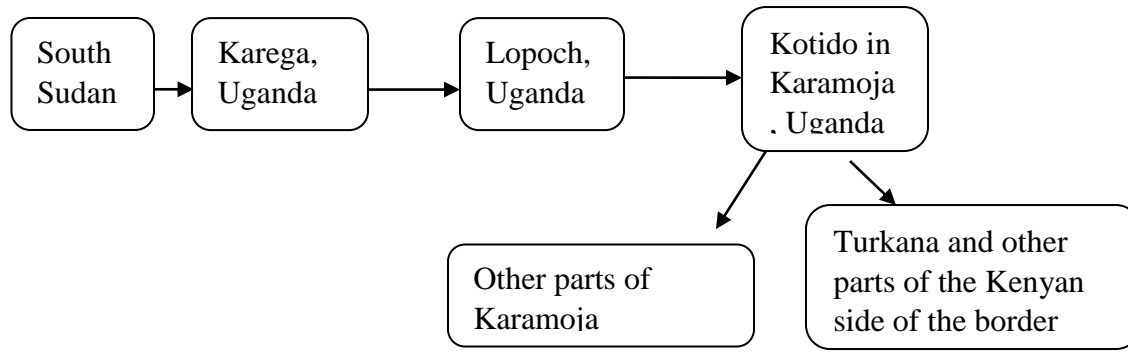 South
Sudan
Karega,
Uganda
Lopoch,
Uganda
Kotido in
Karamoja
, Uganda
Other parts of
Karamoja
Turkana and other
parts of the Kenyan
side of the border